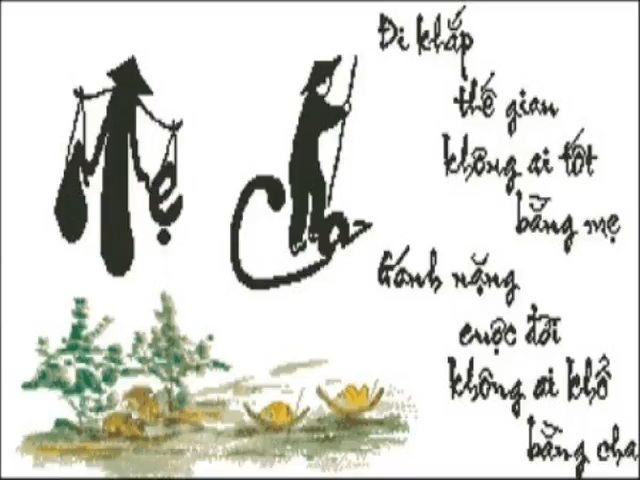 Mẹ Cha
Đi khắp
thế gian
không ai tốt
bằng mẹ
Gánh nặng
cuộc đời
không ai khổ
bằng cha